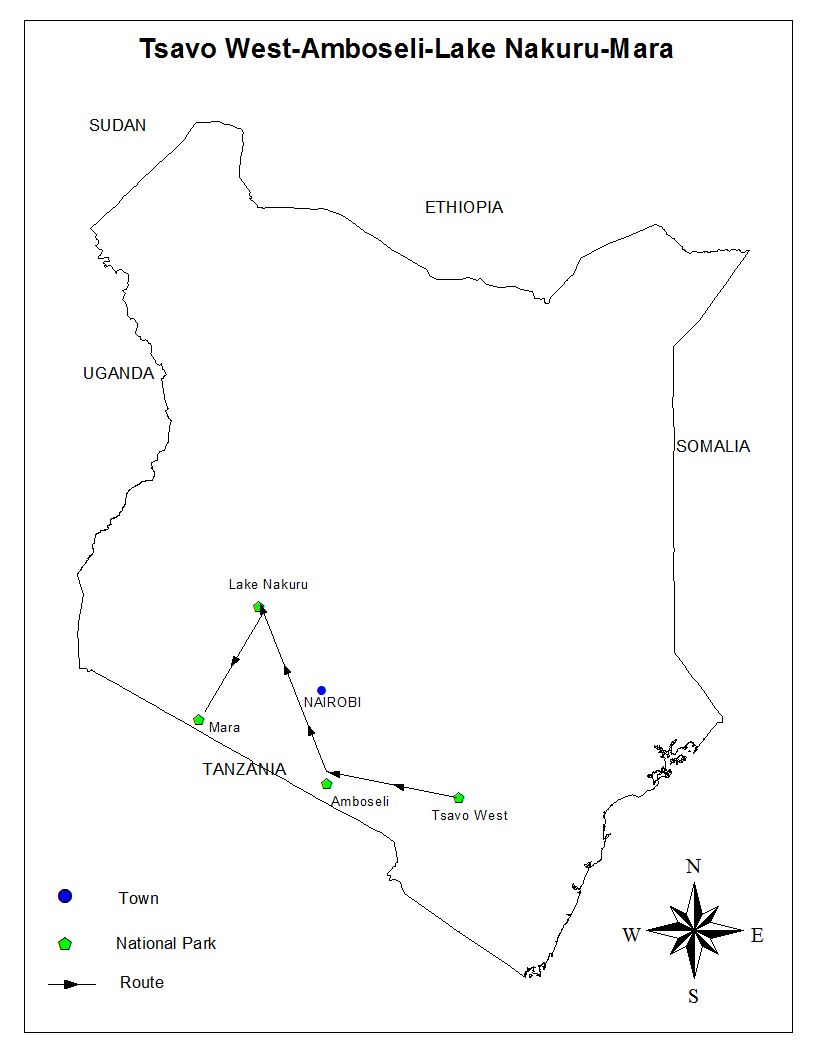 Tsavo West-Amboseli-Lake Nakuru-Mara
SUDAN
ETHIOPIA
UGANDA
SOMALIA
Lake Nakuru
NAIROBI
Mara
TANZANIA
Amboseli
Tsavo West
N
W
E
S
Town
National Park
Route